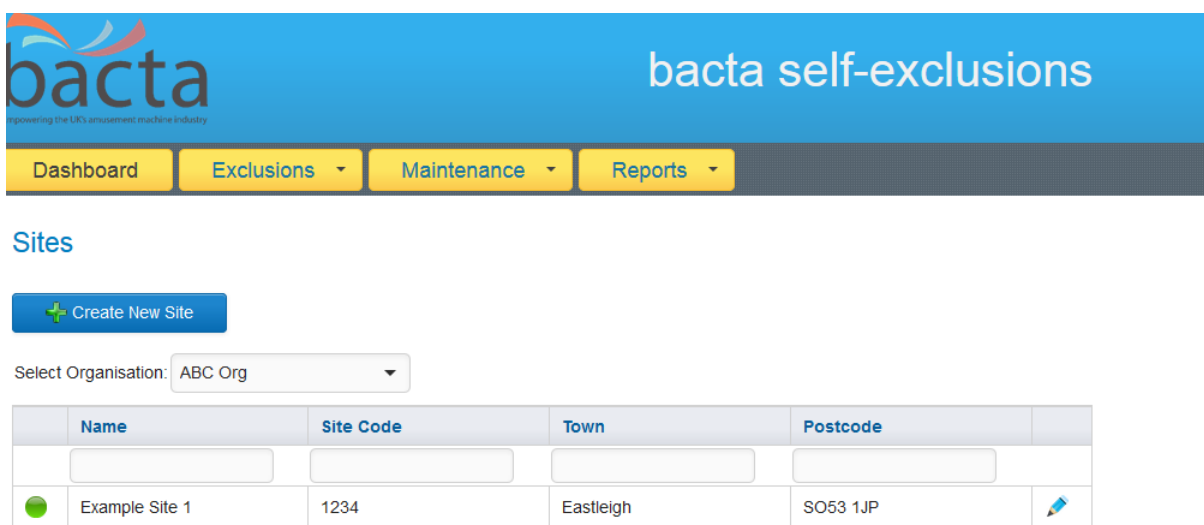 bacta
empowering the UK's amusement machine industry
bacta self-exclusions
Dashboard Exclusions Maintenance Reports
Sites
Create New Site
Select Organisation: ABC Org
Name Site Code Town Postcode
Example Site 1 1234 Eastleigh SO53 1JP